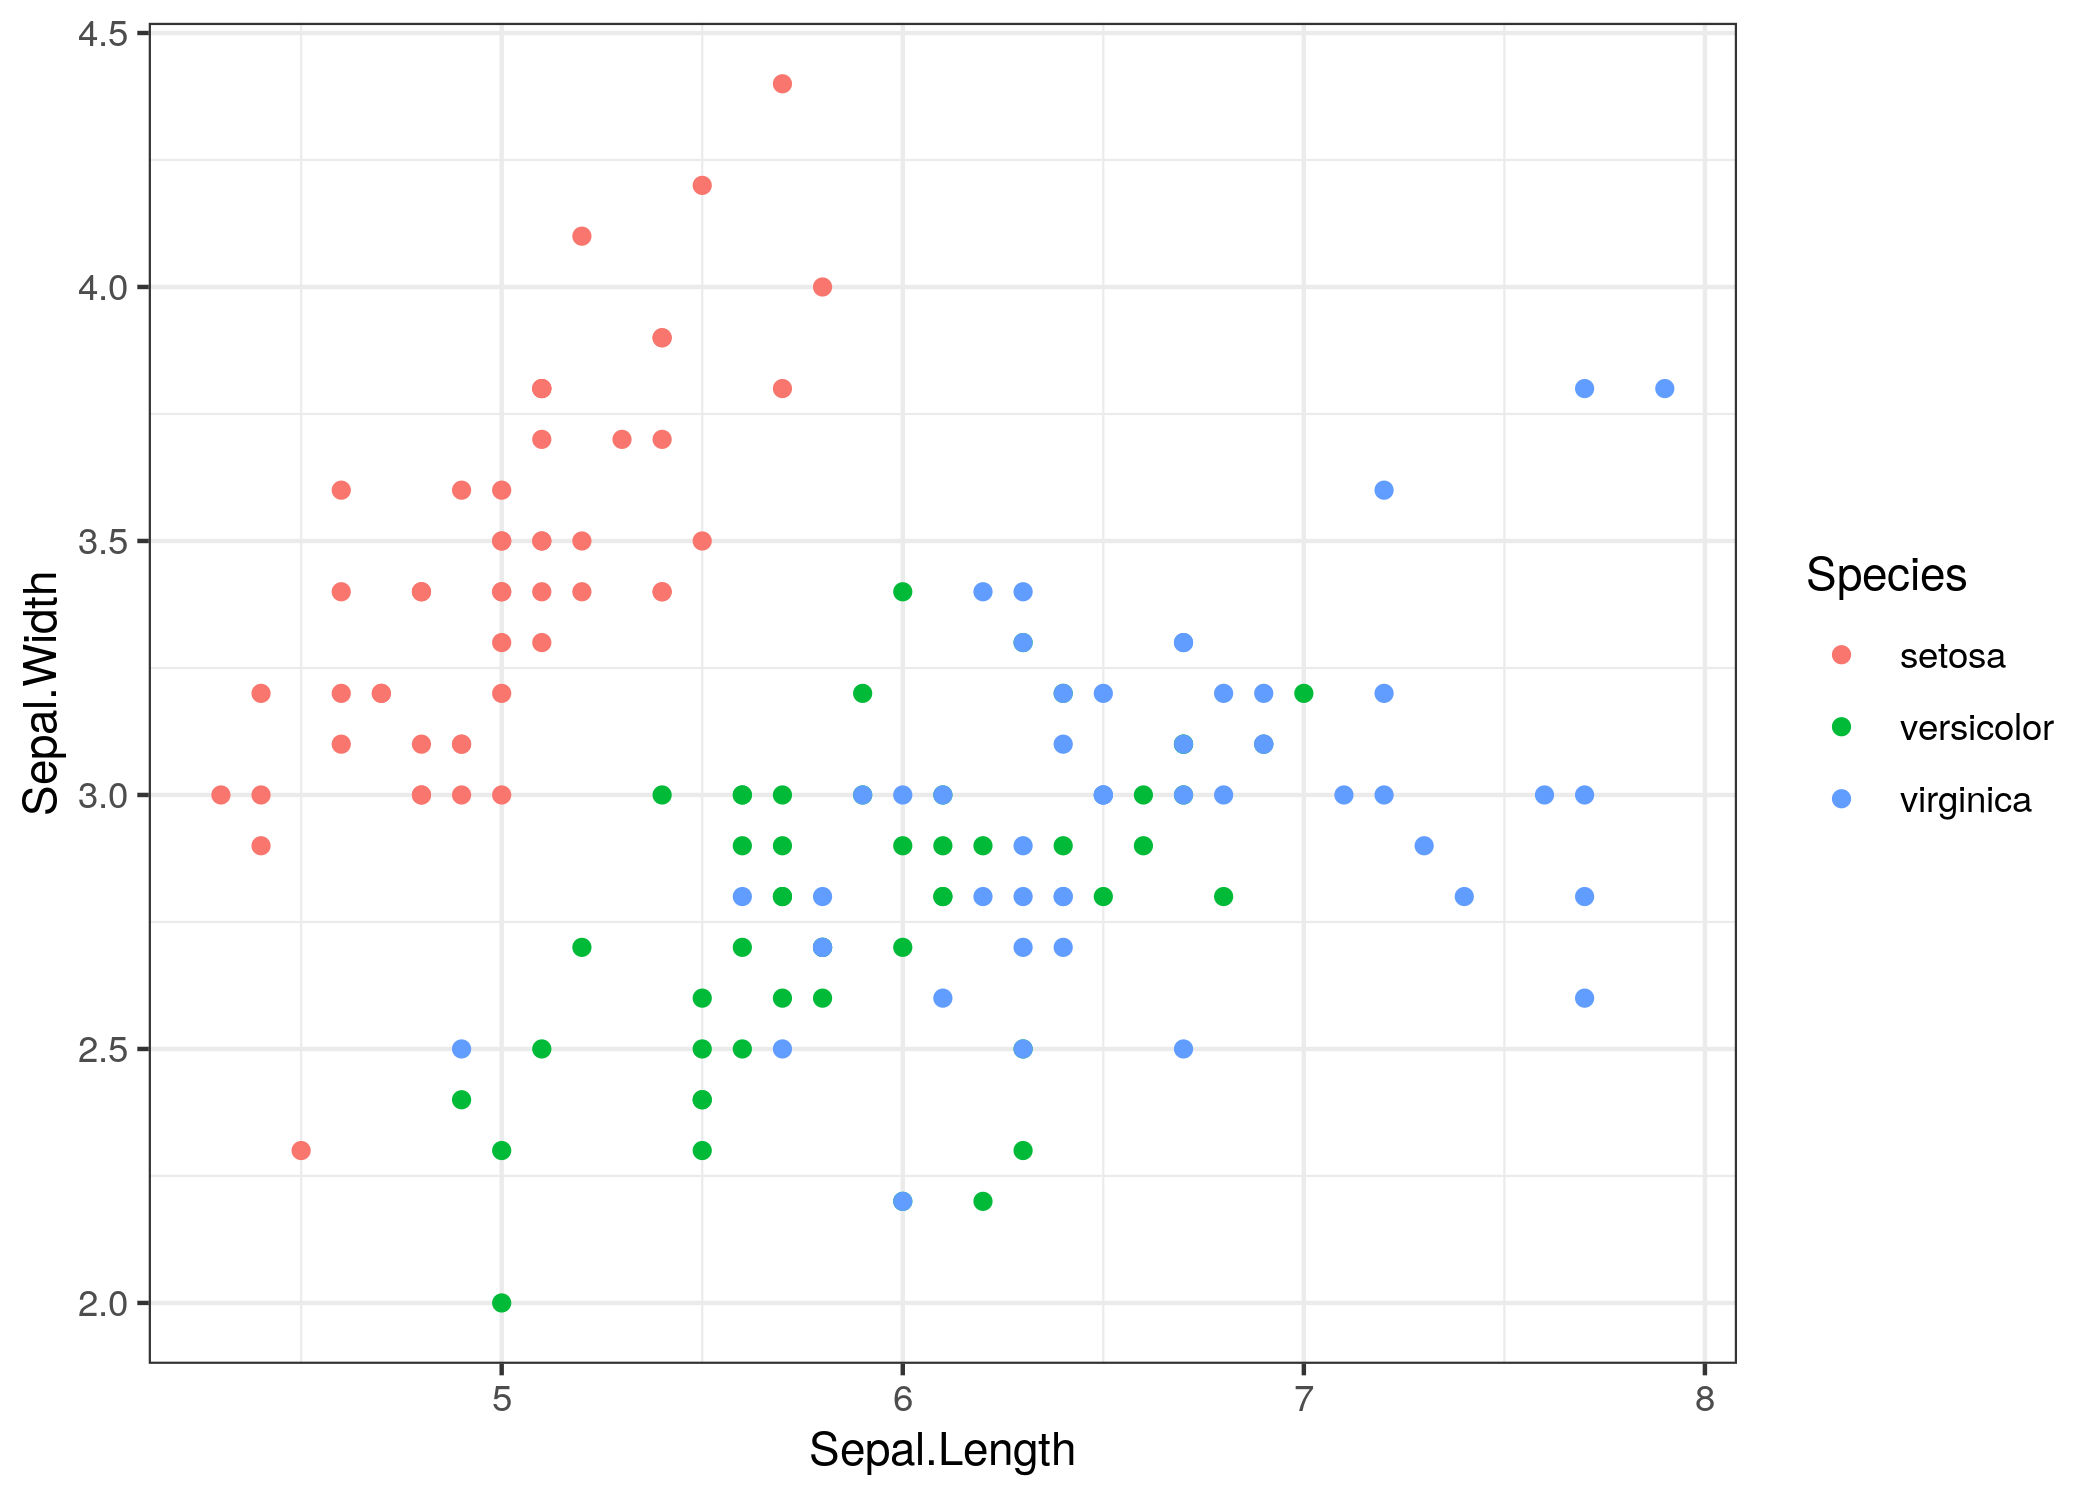 4.5
4.0
3.5
3.0
2.5
2.0
Sepal.Width
5 6 7 8
Sepal.Length
Species
setosa
versicolor
virginica